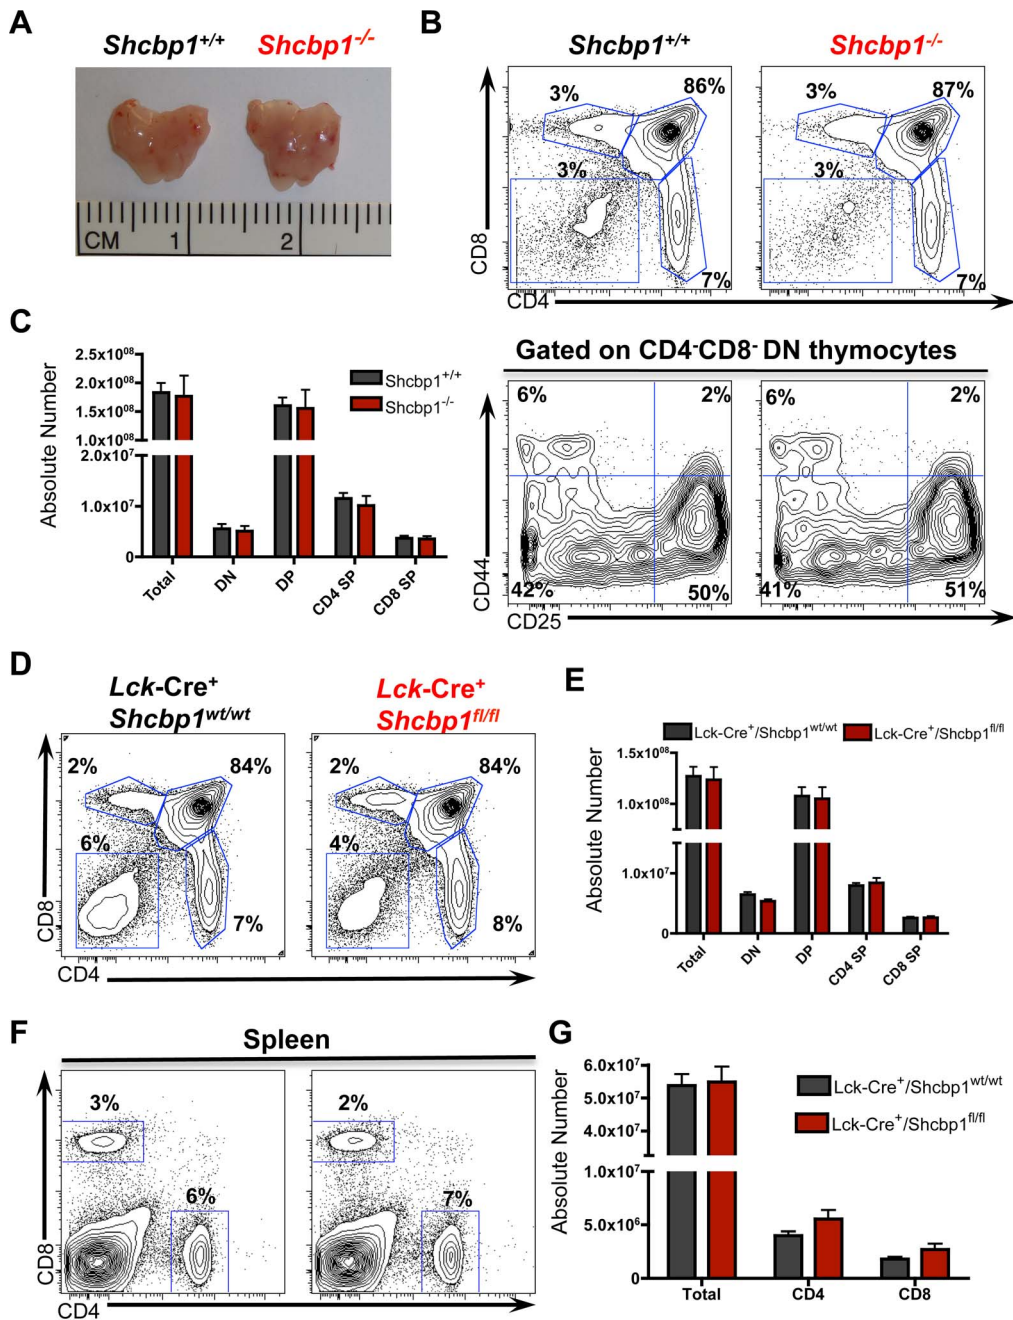 A
Shcbp1+/+ Shcbp1-/-
CM 1 2
B
Shcbp1+/+ Shcbp1-/-
3% 86% 3% 87%
3% 3%
7% 7%
CD8
CD4
Gated on CD4-CD8- DN thymocytes
6% 2% 6% 2%
42% 50% 41% 51%
CD44
CD25
C
Absolute Number
2.5x10⁰⁸
2.0x10⁰⁸
1.5x10⁰⁸
1.0x10⁰⁸
2.0x10⁷
1.0x10⁷
0
Shcbp1+/+
Shcbp1-/-
Total DN DP CD4 SP CD8 SP
D
Lck-Cre+ Lck-Cre+
Shcbp1wt/wt Shcbp1fl/fl
2% 84% 2% 84%
6% 4%
7% 8%
CD8
CD4
E
Lck-Cre+/Shcbp1wt/wt Lck-Cre+/Shcbp1fl/fl
Absolute Number
1.5x10⁰⁸
1.0x10⁰⁸
1.0x10⁷
0
Total DN DP CD4 SP CD8 SP
F
Spleen
3% 2%
6% 7%
CD8
CD4
G
Absolute Number
6.0x10⁷
5.0x10⁷
4.0x10⁷
1.0x10⁷
5.0x10⁶
0
Lck-Cre+/Shcbp1wt/wt
Lck-Cre+/Shcbp1fl/fl
Total CD4 CD8